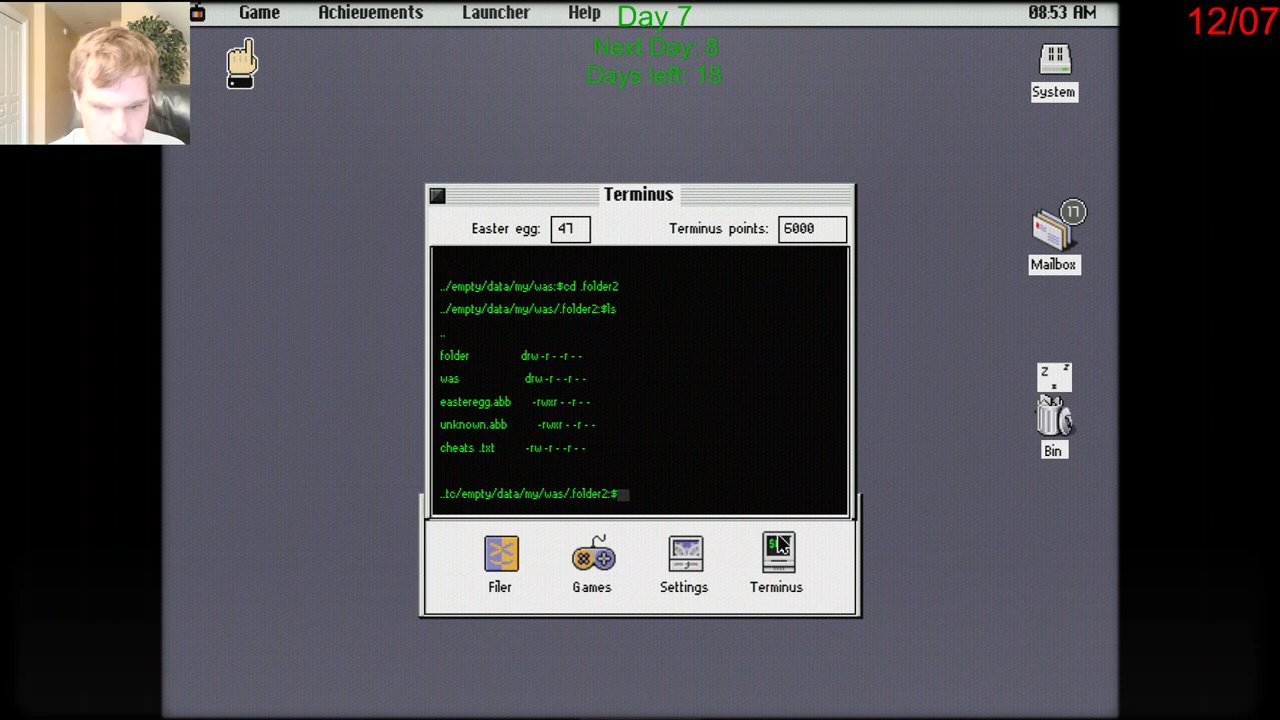 Game Achievements Launcher Help
Day 7
08:53 AM
12/07
Next Day: 8
Days left: 18
System
Terminus
Easter egg: 47
Terminus points: 6000
17
Mailbox
../empty/data/my/was:$cd .folder2
../empty/data/my/was/.folder2:$ls
..
folder drw-r--r--
was drw-r--r--
easteregg.abb -rwxr--r--
unknown.abb -rwxr--r--
cheats .txt -rw-r--r--
..tc/empty/data/my/was/.folder2:$
z z
z
Bin
Filer
Games
Settings
Terminus